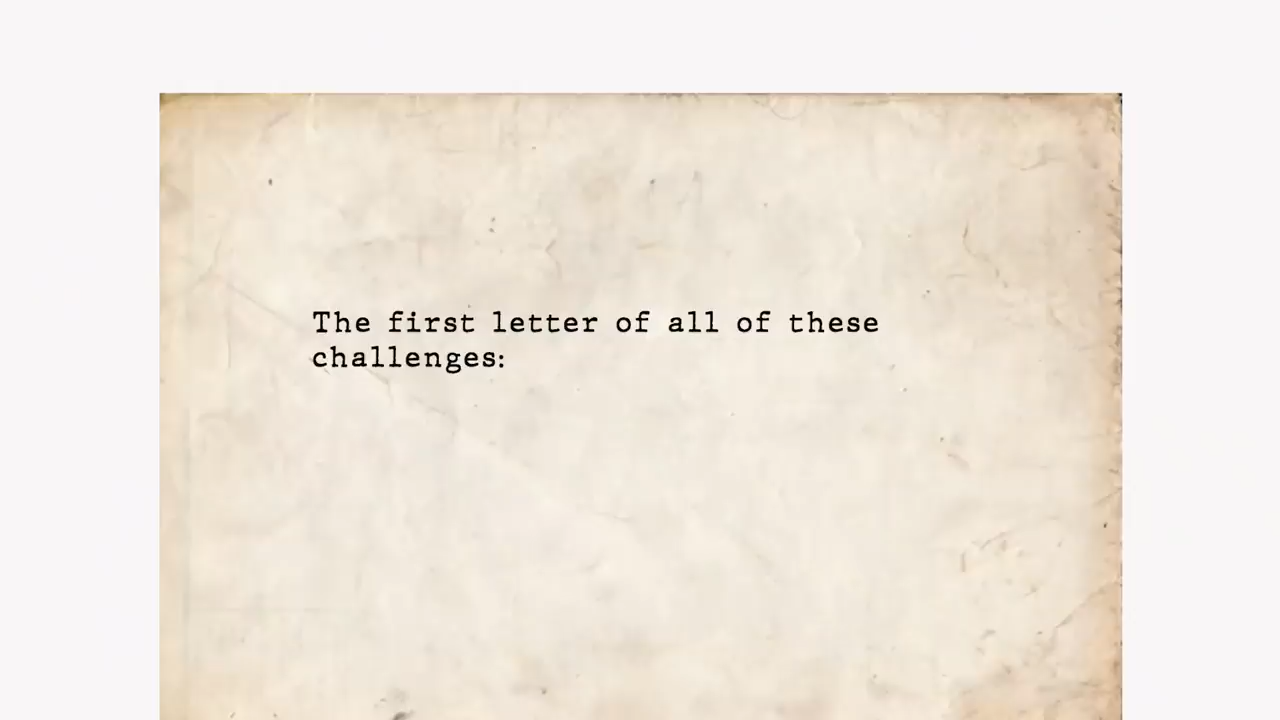 The first letter of all of these
challenges: